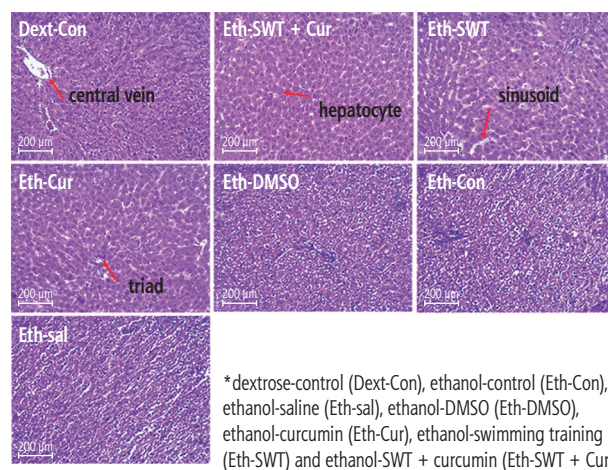 Dext-Con
central vein
200 µm
Eth-SWT + Cur
hepatocyte
200 µm
Eth-SWT
sinusoid
200 µm
Eth-Cur
triad
200 µm
Eth-DMSO
200 µm
Eth-Con
200 µm
Eth-sal
200 µm
*dextrose-control (Dext-Con), ethanol-control (Eth-Con),
ethanol-saline (Eth-sal), ethanol-DMSO (Eth-DMSO),
ethanol-curcumin (Eth-Cur), ethanol-swimming training
(Eth-SWT) and ethanol-SWT + curcumin (Eth-SWT + Cur